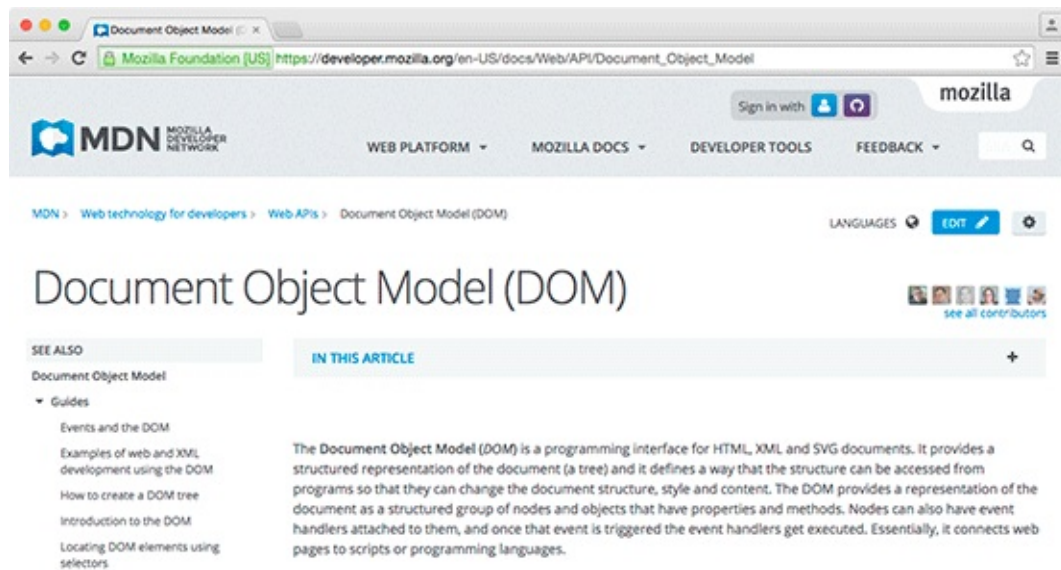 Document Object Model (
Mozilla Foundation [US] https://developer.mozilla.org/en-US/docs/Web/API/Document_Object_Model
mozilla
Sign in with
MDN MOZILLA DEVELOPER NETWORK
WEB PLATFORM MOZILLA DOCS DEVELOPER TOOLS FEEDBACK
MDN > Web technology for developers > Web APIs > Document Object Model (DOM)
LANGUAGES EDIT
Document Object Model (DOM)
see all contributors
SEE ALSO
Document Object Model
Guides
Events and the DOM
Examples of web and XML
development using the DOM
How to create a DOM tree
Introduction to the DOM
Locating DOM elements using
selectors
IN THIS ARTICLE +
The Document Object Model (DOM) is a programming interface for HTML, XML and SVG documents. It provides a
structured representation of the document (a tree) and it defines a way that the structure can be accessed from
programs so that they can change the document structure, style and content. The DOM provides a representation of the
document as a structured group of nodes and objects that have properties and methods. Nodes can also have event
handlers attached to them, and once that event is triggered the event handlers get executed. Essentially, it connects web
pages to scripts or programming languages.